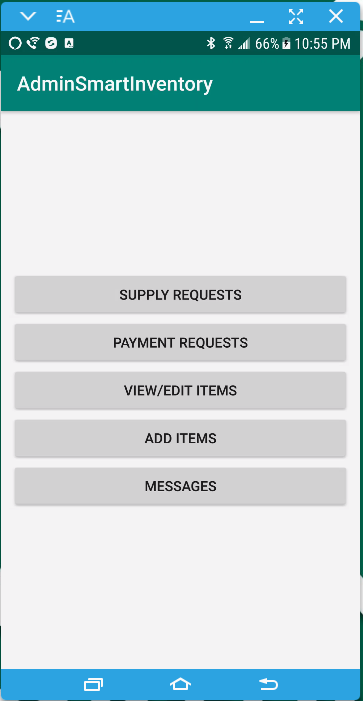 66% 10:55 PM
AdminSmartInventory
SUPPLY REQUESTS
PAYMENT REQUESTS
VIEW/EDIT ITEMS
ADD ITEMS
MESSAGES